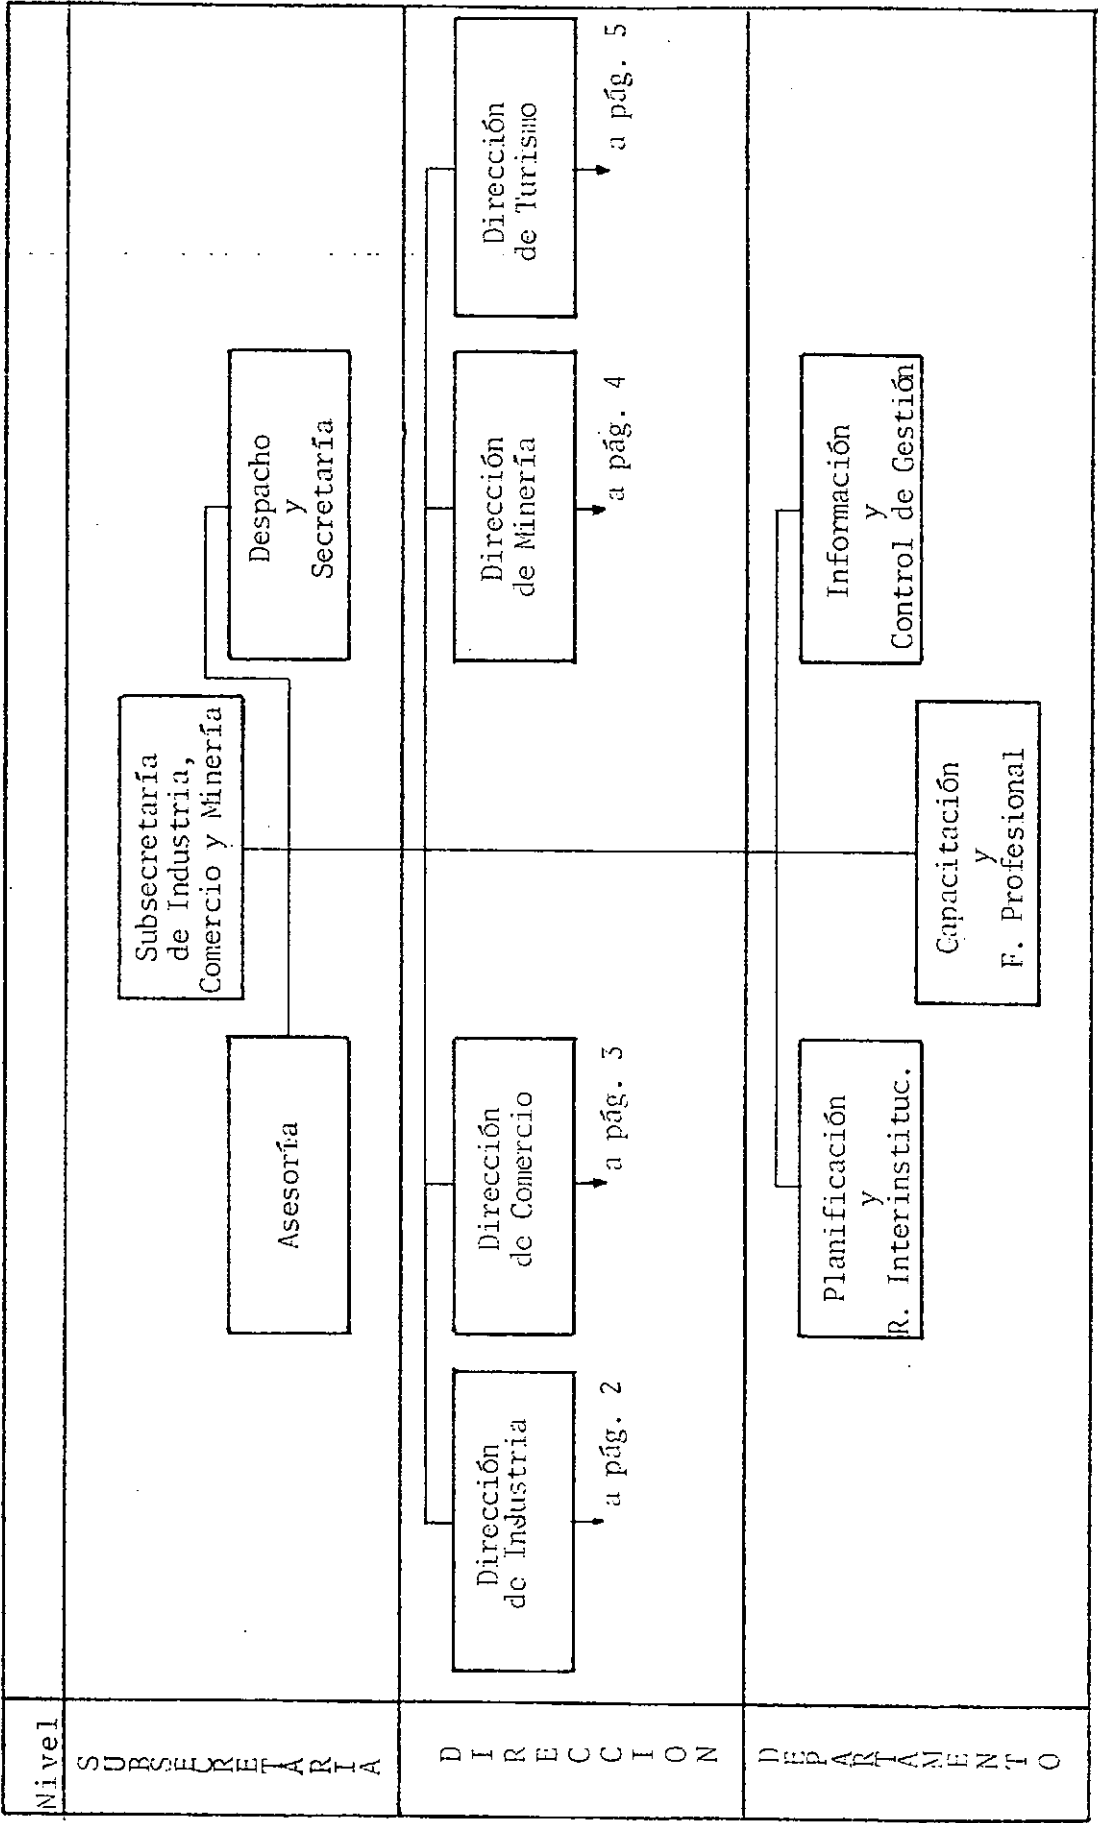 Nivel
SUBSECRETARIA
Subsecretaría
de Industria,
Comercio y Minería
Asesoría
Despacho
y
Secretaría
DIRECCION
Dirección
de Industria
a pág. 2
Dirección
de Comercio
a pág. 3
Dirección
de Minería
a pág. 4
Dirección
de Turismo
a pág. 5
DEPARTAMENTO
Planificación
y
R. Interinstituc.
Capacitación
y
F. Profesional
Información
y
Control de Gestión